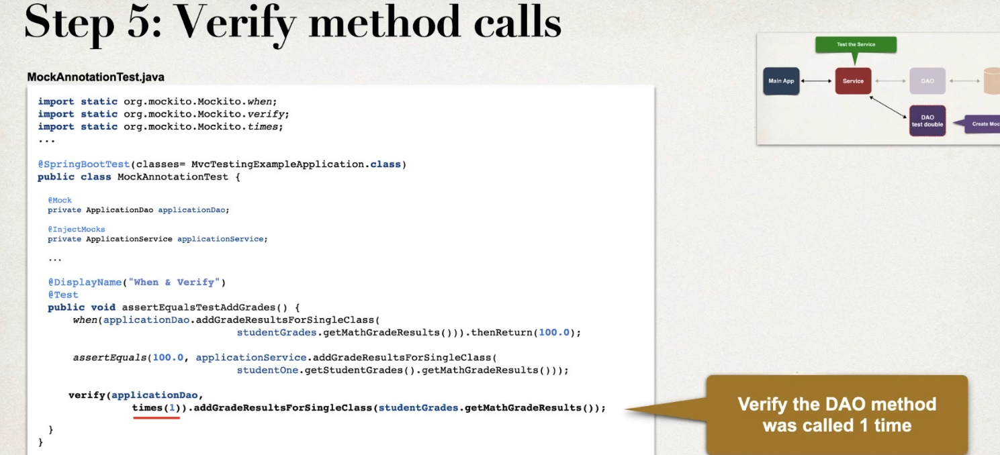 Step 5: Verify method calls
MockAnnotationTest.java
import static org.mockito.Mockito.when;
import static org.mockito.Mockito.verify;
import static org.mockito.Mockito.times;
...
@SpringBootTest(classes= MvcTestingExampleApplication.class)
public class MockAnnotationTest {
@Mock
private ApplicationDao applicationDao;
@InjectMocks
private ApplicationService applicationService;
...
@DisplayName("When & Verify")
@Test
public void assertEqualsTestAddGrades() {
when(applicationDao.addGradeResultsForSingleClass(
studentGrades.getMathGradeResults())).thenReturn(100.0);
assertEquals(100.0, applicationService.addGradeResultsForSingleClass(
studentOne.getStudentGrades().getMathGradeResults()));
verify(applicationDao,
times(1)).addGradeResultsForSingleClass(studentGrades.getMathGradeResults());
}
}
Test the Service
Main App
Service
DAO
DAO
test double
Create Moc
Verify the DAO method
was called 1 time